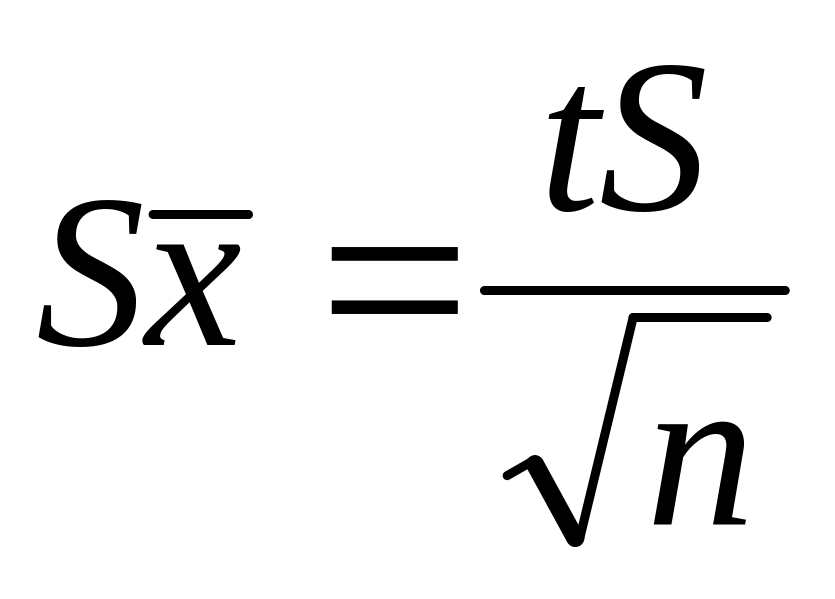 Sx̅ = tS / √n